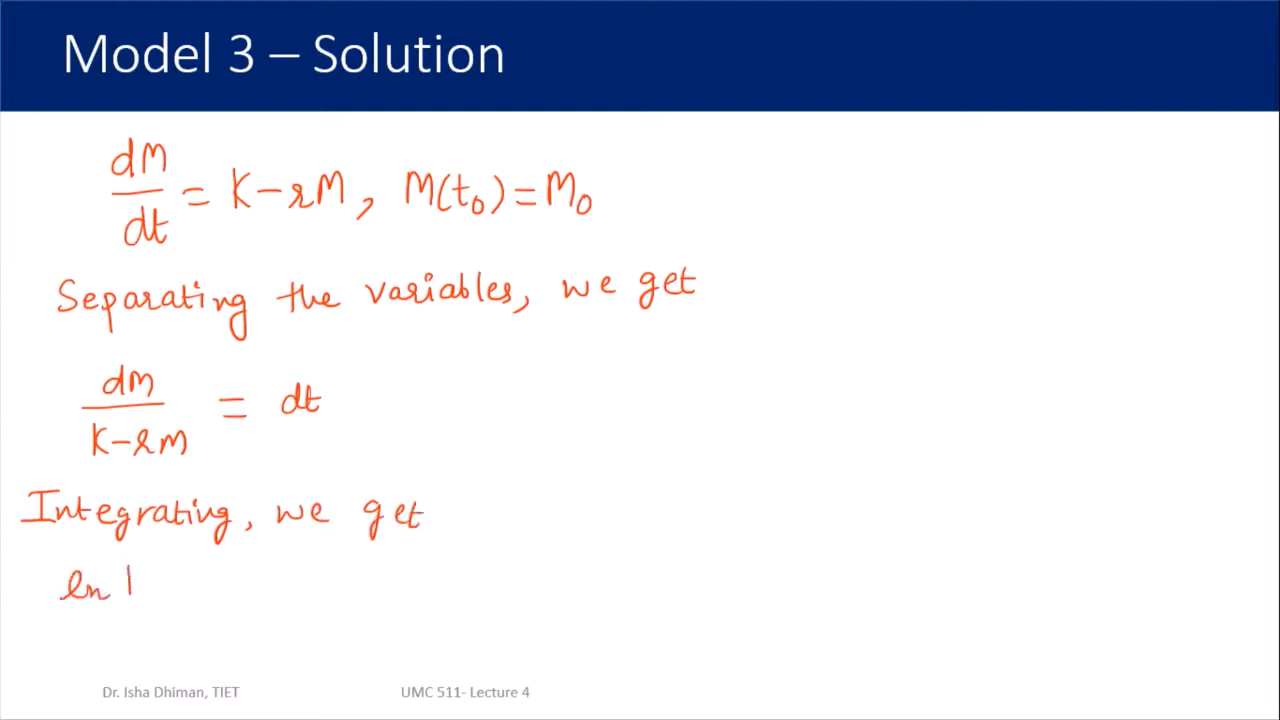 Model 3 – Solution
dM/dt = K - rM, M(t₀) = M₀
Separating the variables, we get
dM/K-rM = dt
Integrating, we get
ln |
Dr. Isha Dhiman, TIET
UMC 511- Lecture 4